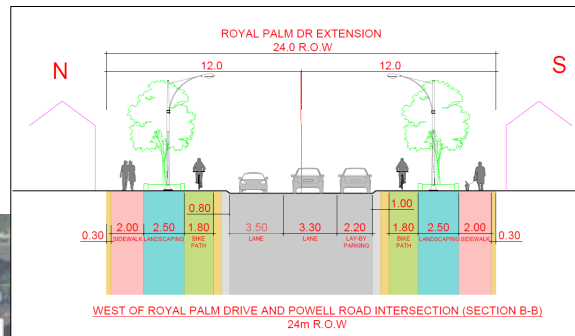 ROYAL PALM DR EXTENSION
24.0 R.O.W
N
12.0
12.0
S
0.80
1.00
0.30
2.00
2.50
1.80
3.50
3.30
2.20
1.80
2.50
2.00
0.30
SIDEWALK
LANDSCAPING
BIKE
PATH
LANE
LANE
LAY-BY
PARKING
BIKE
PATH
LANDSCAPING
SIDEWALK
WEST OF ROYAL PALM DRIVE AND POWELL ROAD INTERSECTION (SECTION B-B)
24m R.O.W